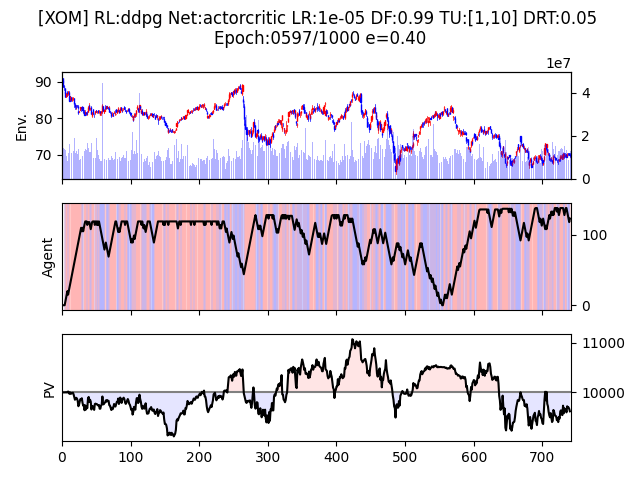 [XOM] RL:ddpg Net:actorcritic LR:1e-05 DF:0.99 TU:[1,10] DRT:0.05
Epoch:0597/1000 e=0.40
1e7
90
80
70
Env.
4
2
0
Agent
100
0
PV
11000
10000
0 100 200 300 400 500 600 700